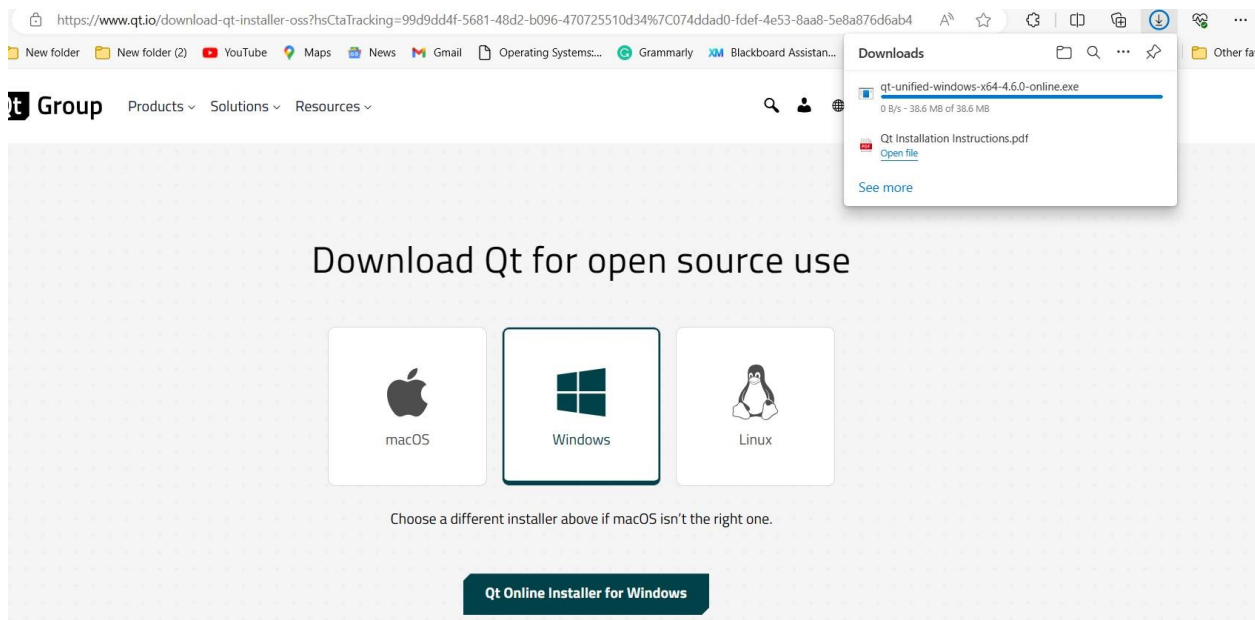 https://www.qt.io/download-qt-installer-oss?hsCtaTracking=99d9dd4f-5681-48d2-b096-470725510d34%7C074ddad0-fdef-4e53-8aa8-5e8a876d6ab4
New folder New folder (2) YouTube Maps News Gmail Operating Systems:... Grammarly XM Blackboard Assistan... Other fa
Downloads
qt-unified-windows-x64-4.6.0-online.exe
0 B/s - 38.6 MB of 38.6 MB
Qt Installation Instructions.pdf
Open file
See more
Qt Group Products Solutions Resources
Download Qt for open source use
macOS Windows Linux
Choose a different installer above if macOS isn't the right one.
Qt Online Installer for Windows